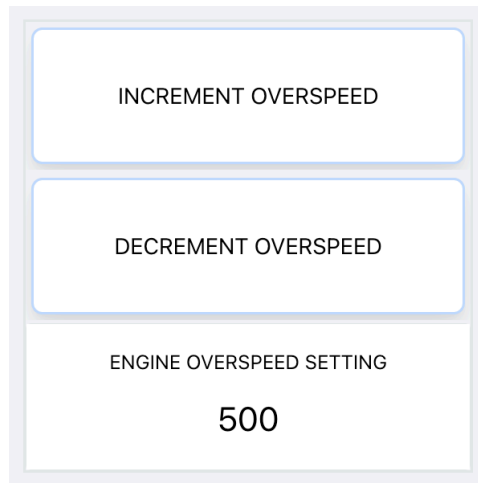 INCREMENT OVERSPEED
DECREMENT OVERSPEED
ENGINE OVERSPEED SETTING
500